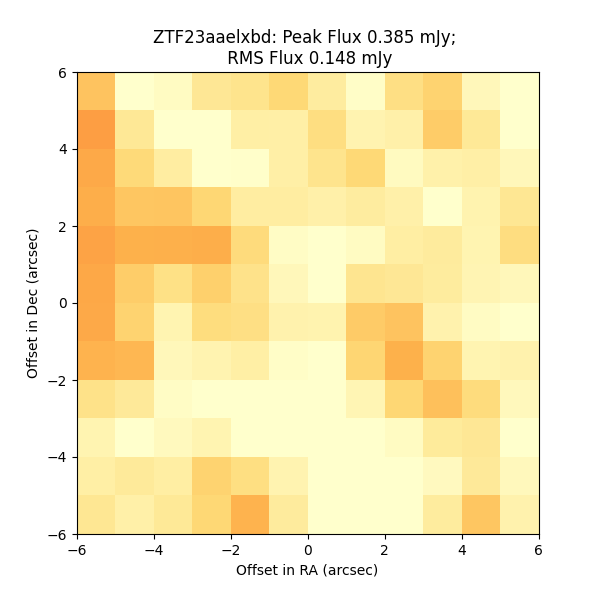 ZTF23aaelxbd: Peak Flux 0.385 mJy;
RMS Flux 0.148 mJy
6
4
2
0
−2
−4
−6
Offset in Dec (arcsec)
−6 −4 −2 0 2 4 6
Offset in RA (arcsec)